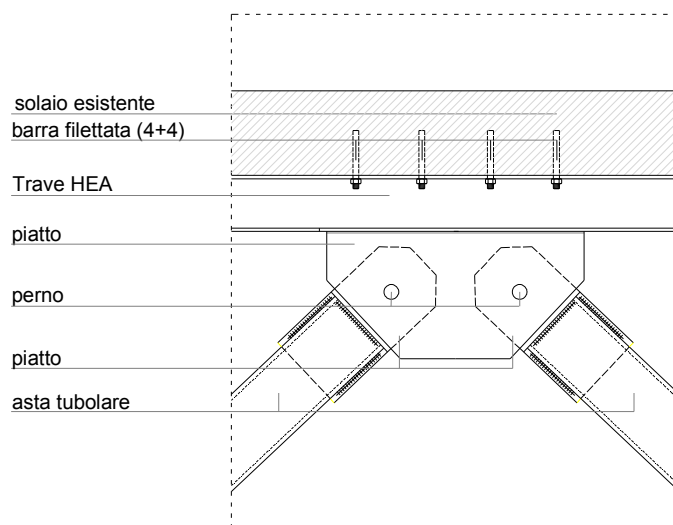 solaio esistente
barra filettata (4+4)
Trave HEA
piatto
perno
piatto
asta tubolare